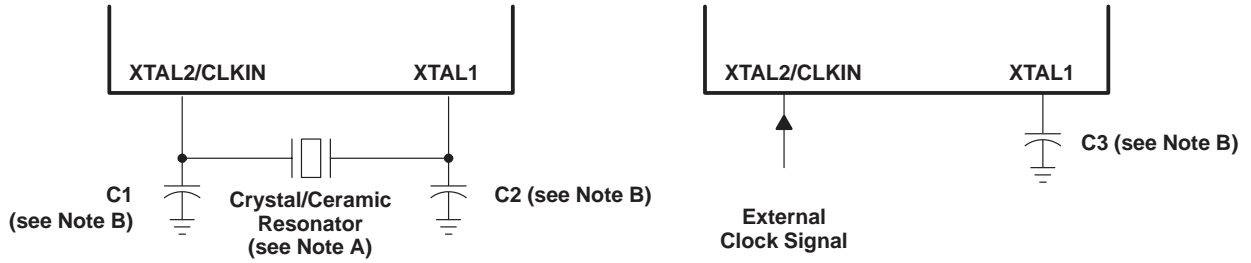 XTAL2/CLKIN
XTAL1
C1
(see Note B)
Crystal/Ceramic
Resonator
(see Note A)
C2 (see Note B)
XTAL2/CLKIN
XTAL1
C3 (see Note B)
External
Clock Signal